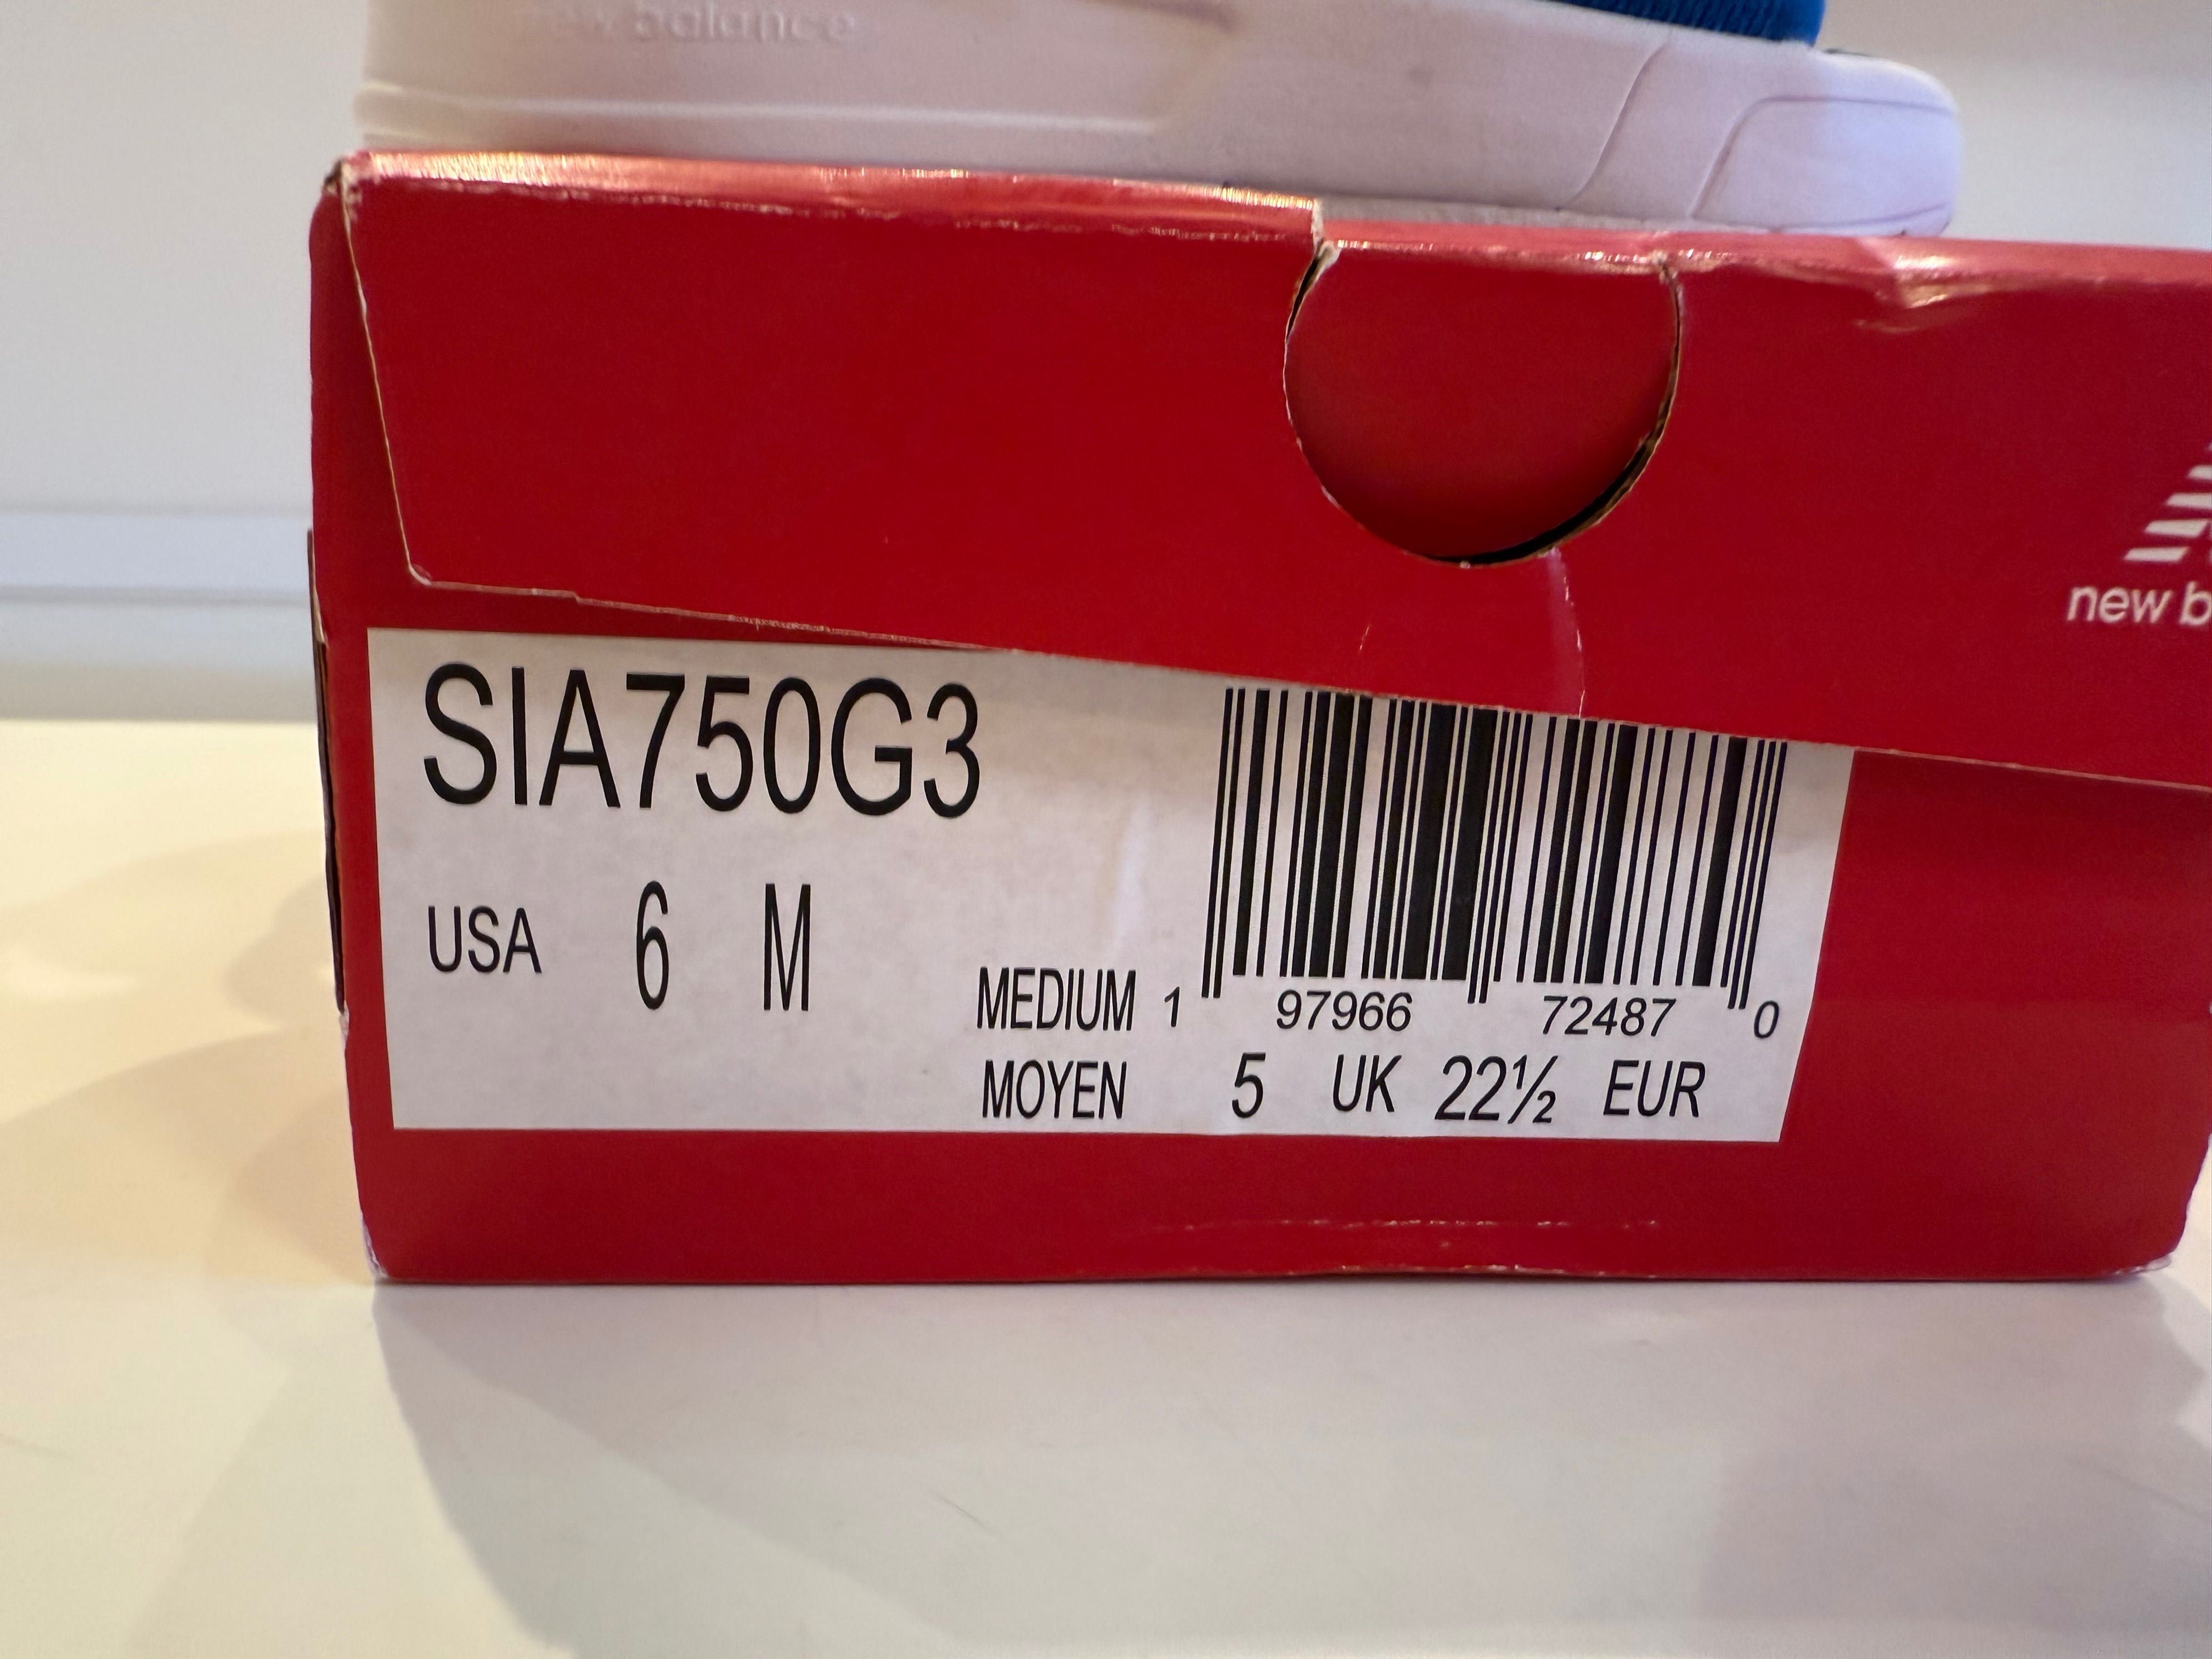 new balance
new b
SIA750G3
USA 6 M
MEDIUM 1 97966 72487 0
MOYEN 5 UK 22½ EUR